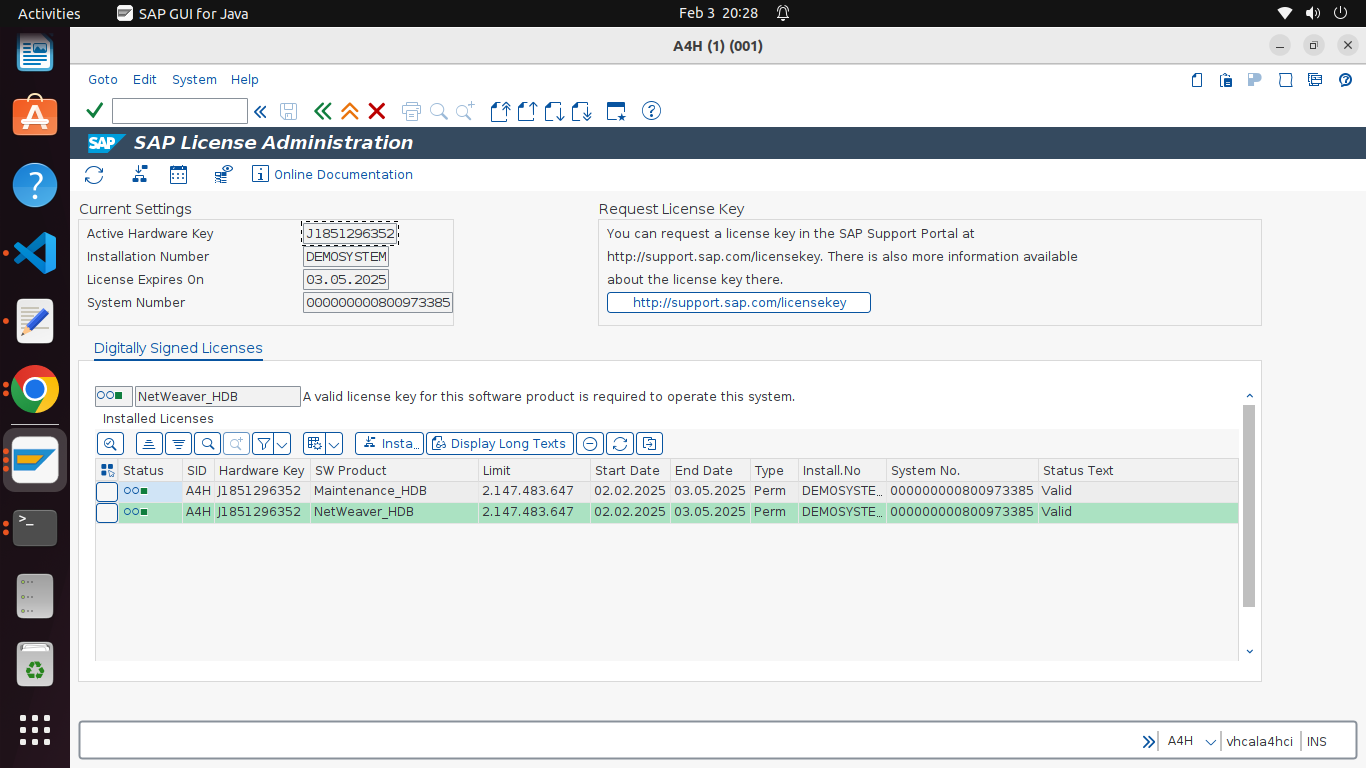 Activities SAP GUI for Java Feb 3 20:28
A4H (1) (001)
Goto Edit System Help
SAP SAP License Administration
Online Documentation
Current Settings
Active Hardware Key J1851296352
Installation Number DEMOSYSTEM
License Expires On 03.05.2025
System Number 000000000800973385
Request License Key
You can request a license key in the SAP Support Portal at
http://support.sap.com/licensekey. There is also more information available
about the license key there.
http://support.sap.com/licensekey
Digitally Signed Licenses
NetWeaver_HDB A valid license key for this software product is required to operate this system.
Installed Licenses
Insta... Display Long Texts
Status SID Hardware Key SW Product Limit Start Date End Date Type Install.No System No. Status Text
A4H J1851296352 Maintenance_HDB 2.147.483.647 02.02.2025 03.05.2025 Perm DEMOSYSTE... 000000000800973385 Valid
A4H J1851296352 NetWeaver_HDB 2.147.483.647 02.02.2025 03.05.2025 Perm DEMOSYSTE... 000000000800973385 Valid
A4H vhcala4hci INS